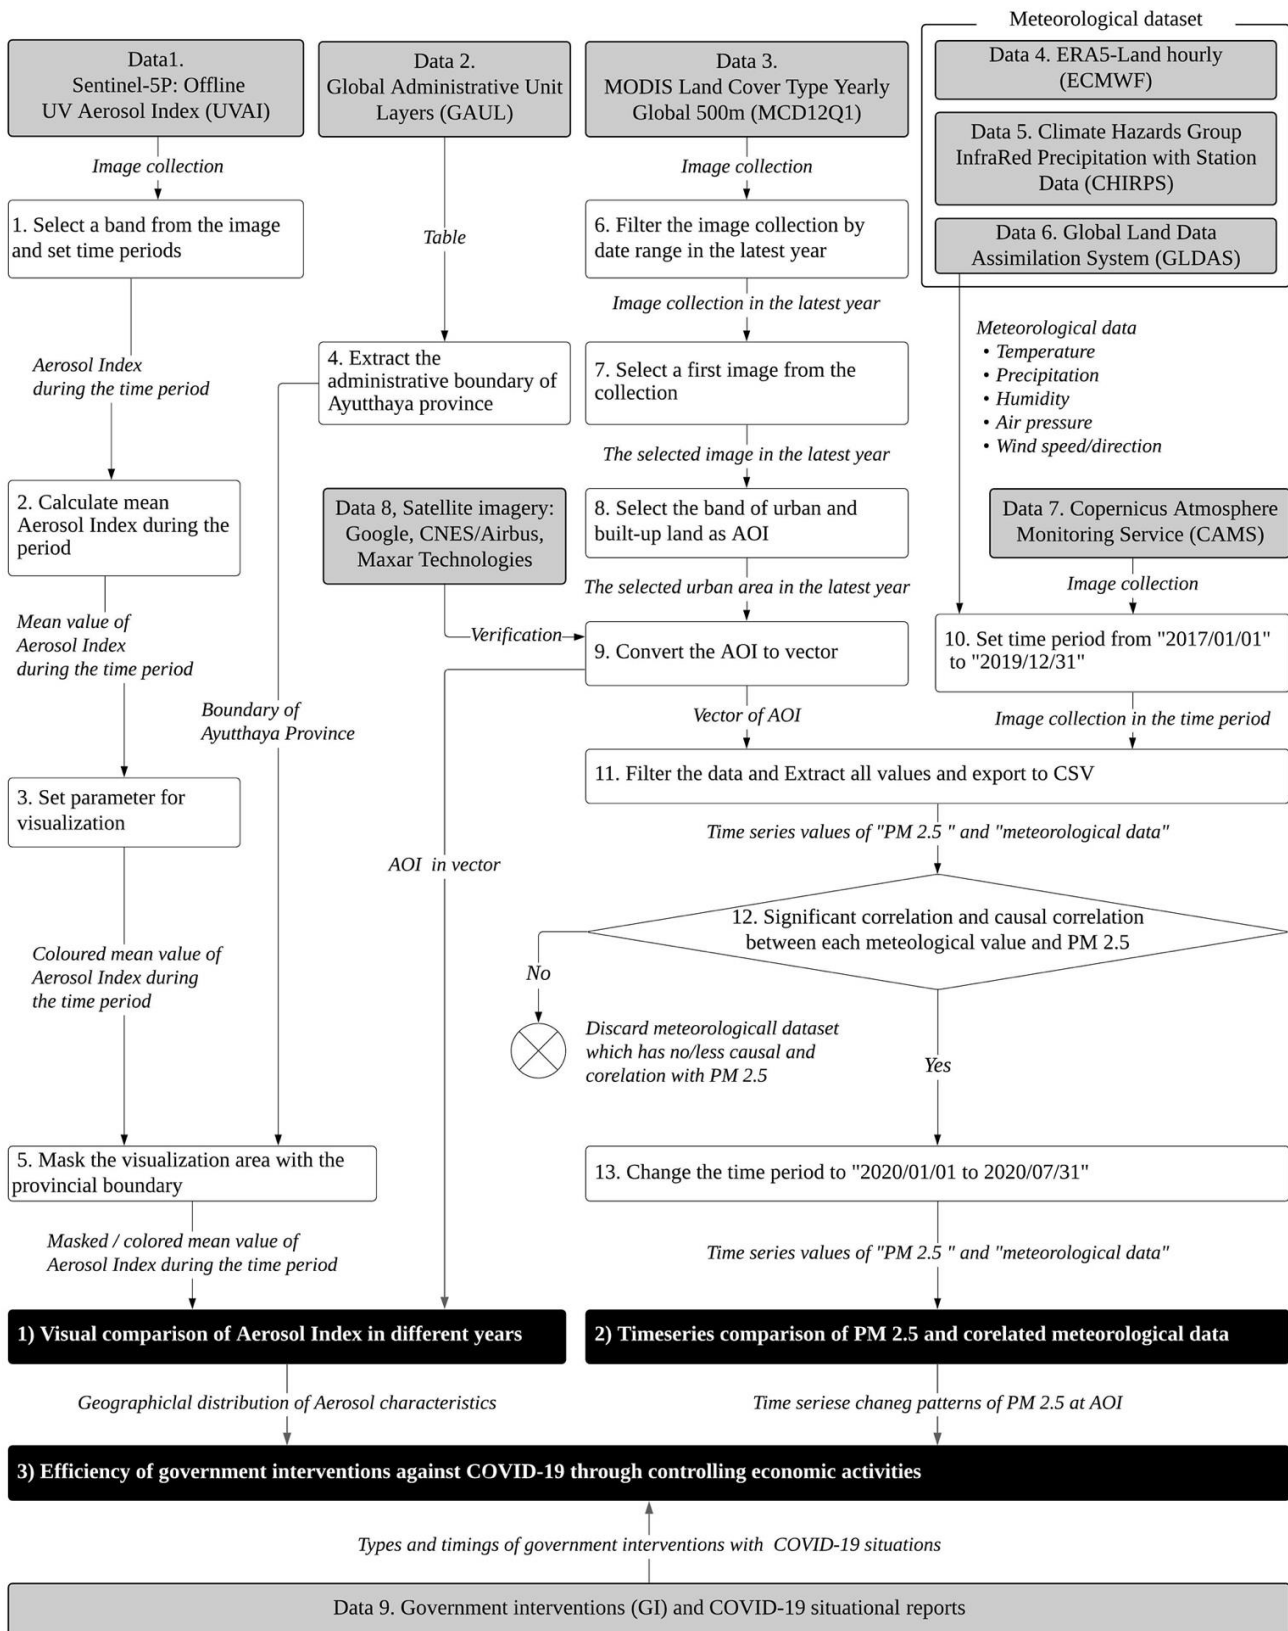 Meteorological dataset
Data1.
Sentinel-5P: Offline
UV Aerosol Index (UVAI)
Data 2.
Global Administrative Unit
Layers (GAUL)
Data 3.
MODIS Land Cover Type Yearly
Global 500m (MCD12Q1)
Data 4. ERA5-Land hourly
(ECMWF)
Data 5. Climate Hazards Group
InfraRed Precipitation with Station
Data (CHIRPS)
Data 6. Global Land Data
Assimilation System (GLDAS)
Image collection
1. Select a band from the image
and set time periods
Aerosol Index
during the time period
2. Calculate mean
Aerosol Index during the
period
Mean value of
Aerosol Index
during the time period
3. Set parameter for
visualization
Coloured mean value of
Aerosol Index during
the time period
Table
4. Extract the
administrative boundary of
Ayutthaya province
Boundary of
Ayutthaya Province
5. Mask the visualization area with the
provincial boundary
Masked / colored mean value of
Aerosol Index during the time period
Image collection
6. Filter the image collection by
date range in the latest year
Image collection in the latest year
7. Select a first image from the
collection
The selected image in the latest year
8. Select the band of urban and
built-up land as AOI
The selected urban area in the latest year
Data 8, Satellite imagery:
Google, CNES/Airbus,
Maxar Technologies
Verification
9. Convert the AOI to vector
Vector of AOI
AOI in vector
Meteorological data
• Temperature
• Precipitation
• Humidity
• Air pressure
• Wind speed/direction
Data 7. Copernicus Atmosphere
Monitoring Service (CAMS)
Image collection
10. Set time period from "2017/01/01"
to "2019/12/31"
Image collection in the time period
11. Filter the data and Extract all values and export to CSV
Time series values of "PM 2.5 " and "meteorological data"
12. Significant correlation and causal correlation
between each meteological value and PM 2.5
No
Discard meteorologicall dataset
which has no/less causal and
corelation with PM 2.5
Yes
13. Change the time period to "2020/01/01 to 2020/07/31"
Time series values of "PM 2.5 " and "meteorological data"
1) Visual comparison of Aerosol Index in different years
2) Timeseries comparison of PM 2.5 and corelated meteorological data
Geographiclal distribution of Aerosol characteristics
Time seriese chaneg patterns of PM 2.5 at AOI
3) Efficiency of government interventions against COVID-19 through controlling economic activities
Types and timings of government interventions with COVID-19 situations
Data 9. Government interventions (GI) and COVID-19 situational reports